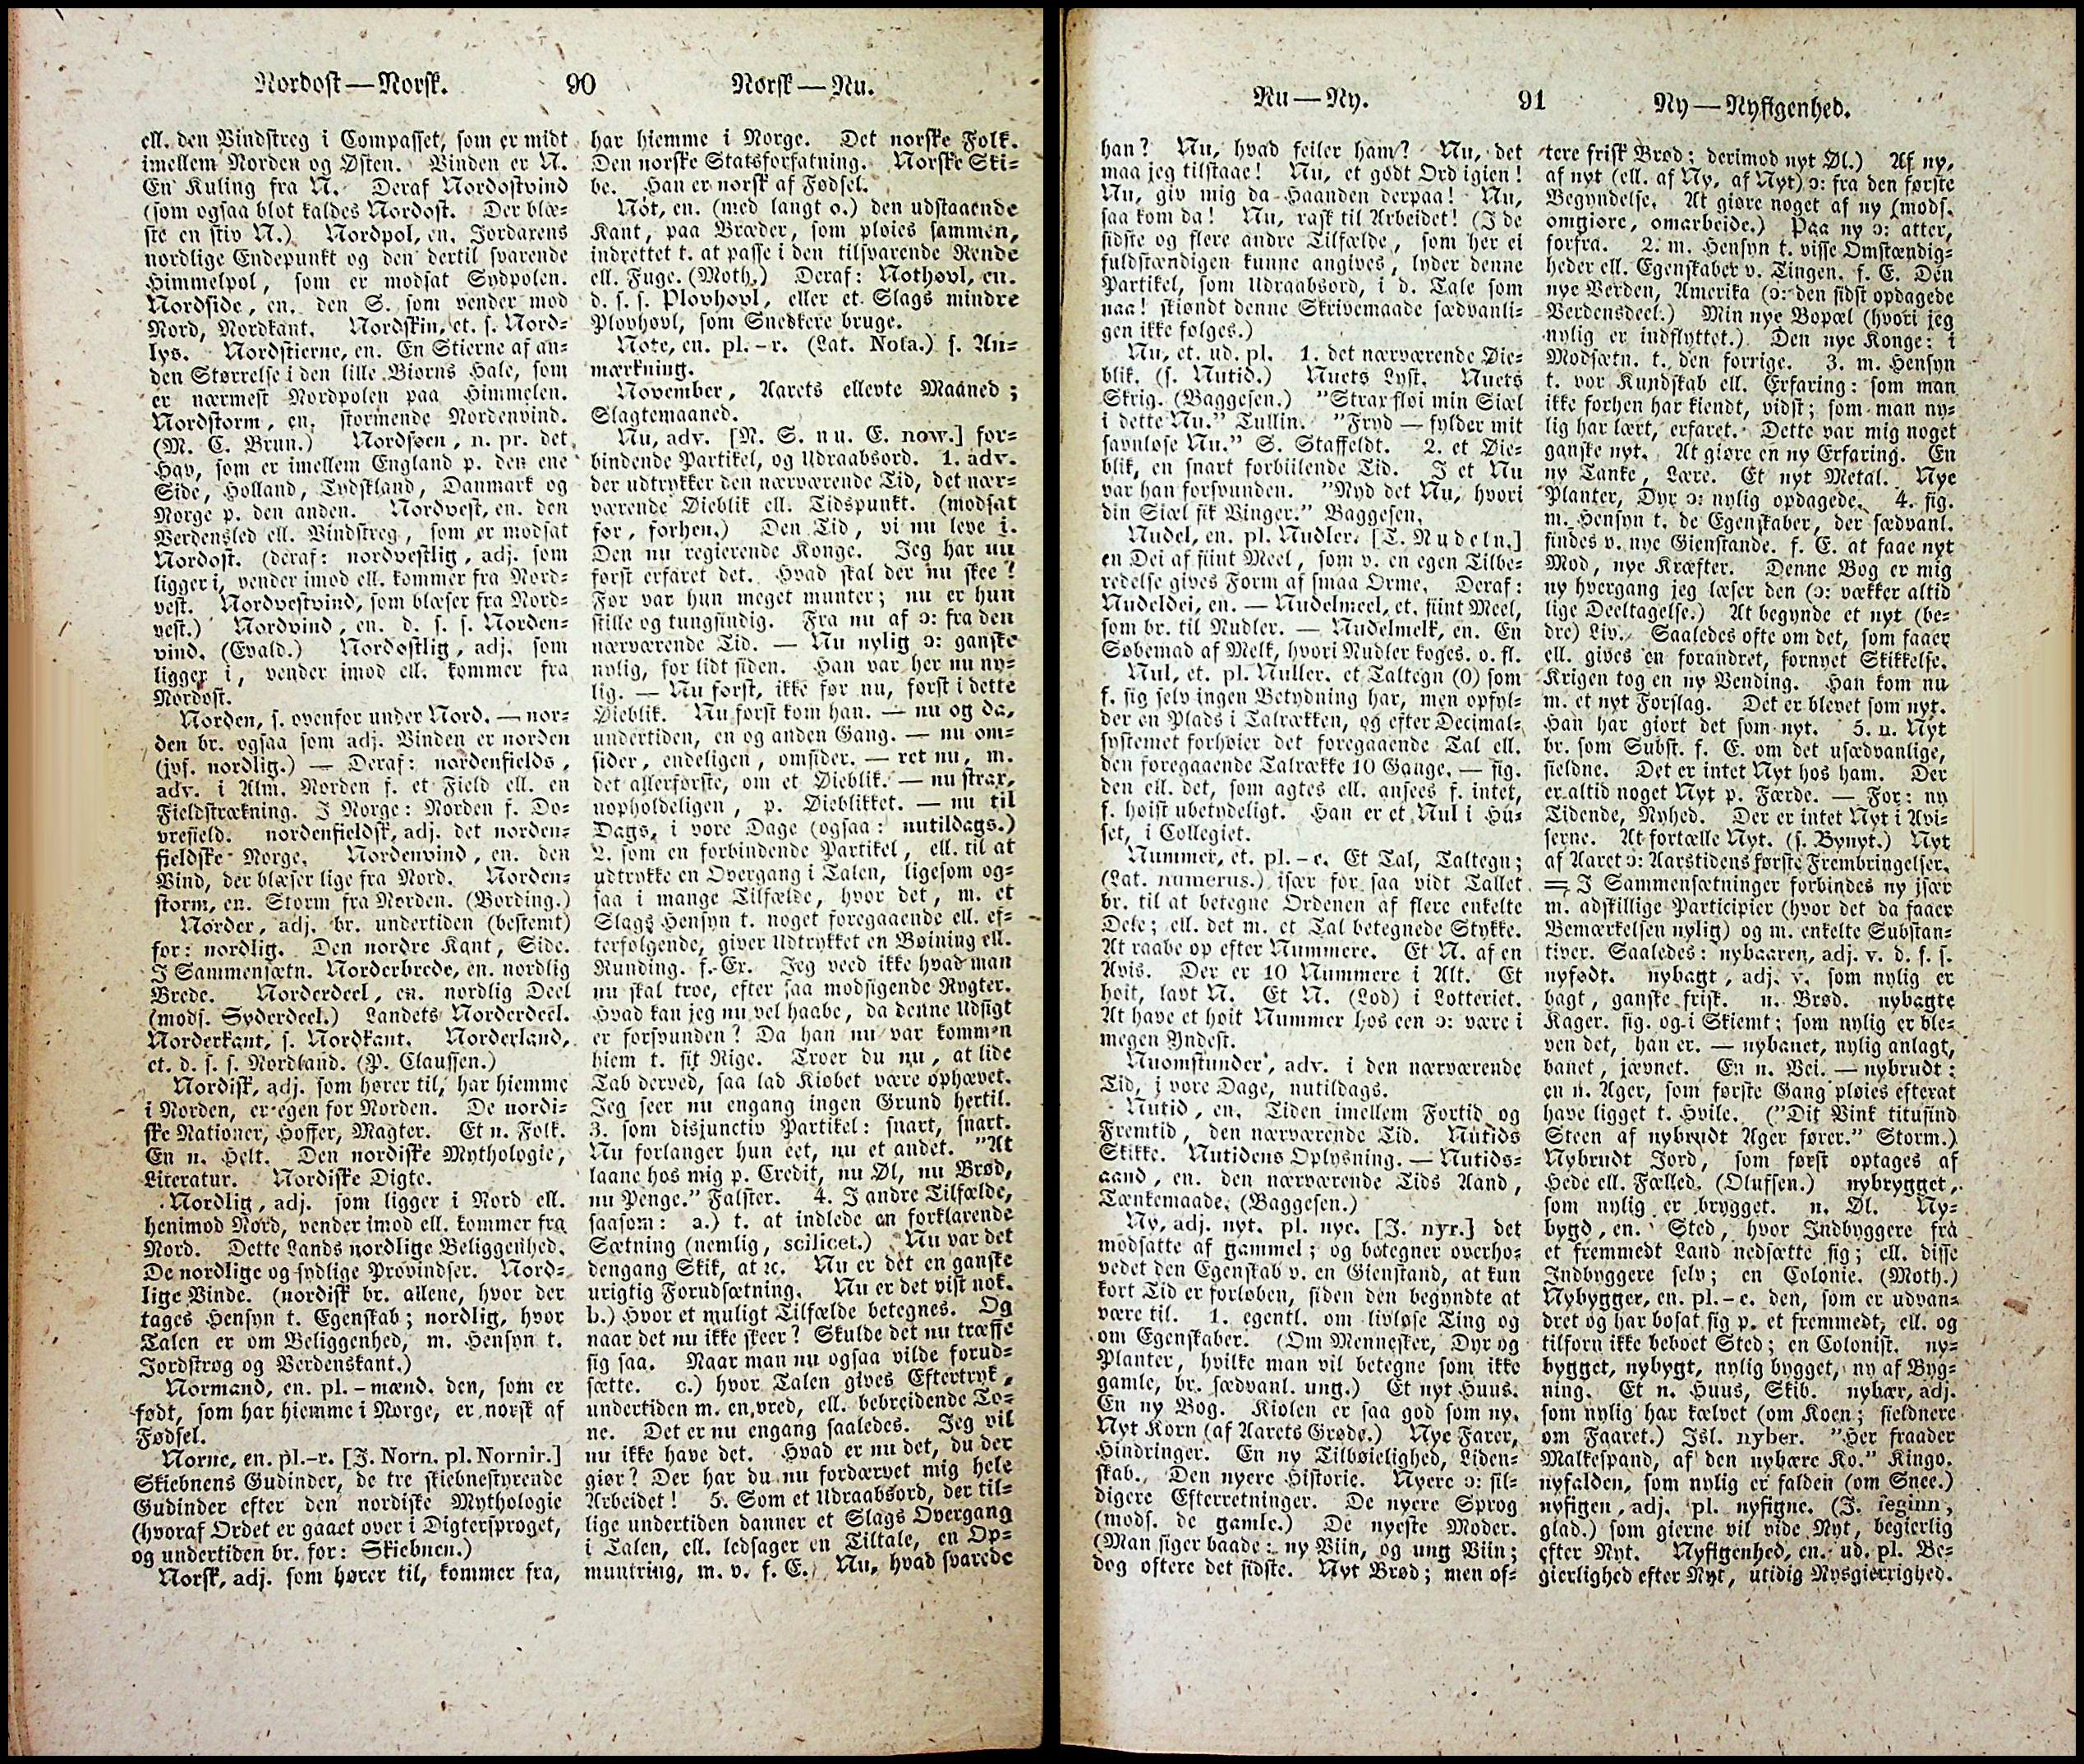 Nordost — Norsk. 90 Norsk — Nu.
ell. den Vindstreg i Compasset, som er midt
imellem Norden og Østen. Vinden er N.
En Kuling fra N. Deraf Nordostvind
(som ogsaa blot kaldes Nordost. Der blæ-
ste en stiv N.) Nordpol, en. Jordaxens
nordlige Endepunkt og den dertil svarende
Himmelpol, som er modsat Sydpolen.
Nordside, en. den S. som vender mod
Nord, Nordkant. Nordskin, et. s. Nord-
lys. Nordstierne, en. En Stierne af an-
den Størrelse i den lille Biørns Hale, som
er nærmest Nordpolen paa Himmelen.
Nordstorm, en. stormende Nordenvind.
(M. C. Brun.) Nordsøen, n. pr. det
Hav, som er imellem England p. den ene
Side, Holland, Tydskland, Danmark og
Norge p. den anden. Nordvest, en. den
Verdensled ell. Vindstreg, som er modsat
Nordost. (deraf: nordvestlig, adj. som
ligger i, vender imod ell. kommer fra Nord-
vest. Nordvestvind, som blæser fra Nord-
vest.) Nordvind, en. d. s. s. Norden-
vind. (Evald.) Nordostlig, adj. som
ligger i, vender imod ell. kommer fra
Nordost.
Norden, s. ovenfor under Nord. — nor-
den br. ogsaa som adj. Vinden er norden
(jvf. nordlig.) — Deraf: nordenfields,
adv. i Alm. Norden f. et Field ell. en
Fieldstrækning. I Norge: Norden f. Do-
vrefield. nordenfieldsk, adj. det norden-
fieldske Norge. Nordenvind, en. den
Vind, der blæser lige fra Nord. Norden-
storm, en. Storm fra Norden. (Bording.)
Norder, adj. br. undertiden (bestemt)
for: nordlig. Den nordre Kant, Side.
I Sammensætn. Norderbrede, en. nordlig
Brede. Norderdeel, en. nordlig Deel
(mods. Syderdeel.) Landets Norderdeel.
Norderkant, s. Nordkant. Norderland,
et. d. s. s. Nordland. (P. Claussen.)
Nordisk, adj. som hører til, har hiemme
i Norden, er egen for Norden. De nordi-
ske Nationer, Hoffer, Magter. Et n. Folk.
En n. Helt. Den nordiske Mythologie,
Literatur. Nordiske Digte.
Nordlig, adj. som ligger i Nord ell.
henimod Nord, vender imod ell. kommer fra
Nord. Dette Lands nordlige Beliggenhed.
De nordlige og sydlige Provindser. Nord-
lige Vinde. (nordisk br. allene, hvor der
tages Hensyn t. Egenskab; nordlig, hvor
Talen er om Beliggenhed, m. Hensyn t.
Jordstrøg og Verdenskant.)
Normand, en. pl. - mænd. den, som er
født, som har hiemme i Norge, er norsk af
Fødsel.
Norne, en. pl.-r. [J. Norn. pl. Nornir.]
Skiebnens Gudinder, de tre skiebnestyrende
Gudinder efter den nordiske Mythologie
(hvoraf Ordet er gaaet over i Digtersproget,
og undertiden br. for: Skiebnen.)
Norsk, adj. som hører til, kommer fra,
har hiemme i Norge. Det norske Folk.
Den norske Statsforfatning. Norske Ski-
be. Han er norsk af Fødsel.
Nót, en. (med langt o.) den udstaaende
Kant, paa Bræder, som pløies sammen,
indrettet t. at passe i den tilsvarende Rende
ell. Fuge. (Moth.) Deraf: Nothøvl, en.
d. s. s. Plovhøvl, eller et Slags mindre
Plovhøvl, som Snedkere bruge.
Note, en. pl. - r. (Lat. Nota.) s. An-
mærkning.
November, Aarets ellevte Maaned;
Slagtemaaned.
Nu, adv. [N. S. nu. E. now.] for-
bindende Partikel, og Udraabsord. 1. adv.
der udtrykker den nærværende Tid, det nær-
værende Øieblik ell. Tidspunkt. (modsat
før, forhen.) Den Tid, vi nu leve i.
Den nu regierende Konge. Jeg har nu
først erfaret det. Hvad skal der nu skee?
Før var hun meget munter; nu er hun
stille og tungsindig. Fra nu af ɔ: fra den
nærværende Tid. — Nu nylig ɔ: ganske
nylig, for lidt siden. Han var her nu ny-
lig. — Nu først, ikke før nu, først i dette
Øieblik. Nu først kom han. — nu og da,
undertiden, en og anden Gang. — nu om-
sider, endeligen, omsider. — ret nu, m.
det allerførste, om et Øieblik. — nu strax,
uopholdeligen, p. Øieblikket. — nu til
Dags, i vore Dage (ogsaa: nutildags.)
2. som en forbindende Partikel, ell. til at
udtrykke en Overgang i Talen, ligesom og-
saa i mange Tilfælde, hvor det, m. et
Slags Hensyn t. noget foregaaende ell. ef-
terfølgende, giver Udtrykket en Bøining ell.
Runding. f. Ex. Jeg veed ikke hvad man
nu skal troe, efter saa modsigende Rygter.
Hvad kan jeg nu vel haabe, da denne Udsigt
er forsvunden? Da han nu var kommen
hiem t. sit Rige. Troer du nu, at lide
Tab derved, saa lad Kiøbet være ophævet.
Jeg seer nu engang ingen Grund hertil.
3. som disjunctiv Partikel: snart, snart.
Nu forlanger hun eet, nu et andet. "At
laane hos mig p. Credit, nu Øl, nu Brød,
nu Penge." Falster. 4. I andre Tilfælde,
saasom: a.) t. at indlede en forklarende
Sætning (nemlig, scilicet.) Nu var det
dengang Skik, at ꝛc. Nu er det en ganske
urigtig Forudsætning. Nu er det vist nok.
b.) Hvor et muligt Tilfælde betegnes. Og
naar det nu ikke skeer? Skulde det nu træffe
sig saa. Naar man nu ogsaa vilde forud-
sætte. c.) hvor Talen gives Eftertryk,
undertiden m. en vred, ell. bebreidende To-
ne. Det er nu engang saaledes. Jeg vil
nu ikke have det. Hvad er nu det, du der
giør? Der har du nu fordærvet mig hele
Arbeidet! 5. Som et Udraabsord, der til-
lige undertiden danner et Slags Overgang
i Talen, ell. ledsager en Tiltale, en Op-
muntring, m. v. f. E. Nu, hvad svarede
Nu — Ny. 91 Ny — Nyfigenhed.
han? Nu, hvad feiler ham? Nu, det
maa jeg tilstaae! Nu, et godt Ord igien!
Nu, giv mig da Haanden derpaa! Nu,
saa kom da! Nu, rask til Arbeidet! (I de
sidste og flere andre Tilfælde, som her ei
fuldstændigen kunne angives, lyder denne
Partikel, som Udraabsord, i d. Tale som
naa! skiøndt denne Skrivemaade sædvanli-
gen ikke følges.)
Nu, et. ud. pl. 1. det nærværende Øie-
blik. (s. Nutid.) Nuets Lyst. Nuets
Skrig. (Baggesen.) "Strax fløi min Siæl
i dette Nu." Tullin. "Fryd — fylder mit
savnløse Nu." S. Staffeldt. 2. et Øie-
blik, en snart forbiilende Tid. I et Nu
var han forsvunden. "Nyd det Nu, hvori
din Siæl fik Vinger." Baggesen.
Nudel, en. pl. Nudler. [T. Nudeln.]
en Dei af fiint Meel, som v. en egen Tilbe-
redelse gives Form af smaa Orme. Deraf:
Nudeldei, en. — Nudelmeel, et. fiint Meel,
som br. til Nudler. — Nudelmelk, en. En
Søbemad af Melk, hvori Nudler koges. o. fl.
Nul, et. pl. Nuller. et Taltegn (0) som
f. sig selv ingen Betydning har, men opfyl-
der en Plads i Talrækken, og efter Decimal-
systemet forhøier det foregaaende Tal ell.
den foregaaende Talrække 10 Gange. — fig.
den ell. det, som agtes ell. ansees f. intet,
f. høist ubetydeligt. Han er et Nul i Hu-
set, i Collegiet.
Nummer, et. pl. - e. Et Tal, Taltegn;
(Lat. numerus.) især for saa vidt Tallet
br. til at betegne Ordenen af flere enkelte
Dele; ell. det m. et Tal betegnede Stykke.
At raabe op efter Nummere. Et N. af en
Avis. Der er 10 Nummere i Alt. Et
høit, lavt N. Et N. (Lod) i Lotteriet.
At have et høit Nummer hos een ɔ: være i
megen Yndest.
Nuomstunder, adv. i den nærværende
Tid, i vore Dage, nutildags.
Nutid, en. Tiden imellem Fortid og
Fremtid, den nærværende Tid. Nutids
Skikke. Nutidens Oplysning. — Nutids-
aand, en. den nærværende Tids Aand,
Tænkemaade. (Baggesen.)
Ny, adj. nyt. pl. nye. [J. nyr.] det
modsatte af gammel; og betegner overho-
vedet den Egenskab v. en Gienstand, at kun
kort Tid er forløben, siden den begyndte at
være til. 1. egentl. om livløse Ting og
om Egenskaber. (Om Mennesker, Dyr og
Planter, hvilke man vil betegne som ikke
gamle, br. sædvanl. ung.) Et nyt Huus.
En ny Bog. Kiolen er saa god som ny.
Nyt Korn (af Aarets Grøde.) Nye Farer,
Hindringer. En ny Tilbøielighed, Liden-
skab. Den nyere Historie. Nyere ɔ: sil-
digere Efterretninger. De nyere Sprog
(mods. de gamle.) De nyeste Moder.
(Man siger baade: ny Viin, og ung Viin;
dog oftere det sidste. Nyt Brød; men of-
tere frisk Brød; derimod nyt Øl.) Af ny,
af nyt (ell. af Ny, af Nyt) ɔ: fra den første
Begyndelse. At giøre noget af ny (mods.
omgiøre, omarbeide.) Paa ny ɔ: atter,
forfra. 2. m. Hensyn t. visse Omstændig-
heder ell. Egenskaber v. Tingen. f. E. Den
nye Verden, Amerika (ɔ: den sidst opdagede
Verdensdeel.) Min nye Bopæl (hvori jeg
nylig er indflyttet.) Den nye Konge: i
Modsætn. t. den forrige. 3. m. Hensyn
t. vor Kundskab ell. Erfaring: som man
ikke forhen har kiendt, vidst; som man ny-
lig har lært, erfaret. Dette var mig noget
ganske nyt. At giøre en ny Erfaring. En
ny Tanke, Lære. Et nyt Metal. Nye
Planter, Dyr ɔ: nylig opdagede. 4. fig.
m. Hensyn t. de Egenskaber, der sædvanl.
findes v. nye Gienstande. f. E. at faae nyt
Mod, nye Kræfter. Denne Bog er mig
ny hvergang jeg læser den (ɔ: vækker altid
lige Deeltagelse.) At begynde et nyt (be-
dre) Liv. Saaledes ofte om det, som faaer
ell. gives en forandret, fornyet Skikkelse.
Krigen tog en ny Vending. Han kom nu
m. et nyt Forslag. Det er blevet som nyt.
Han har giort det som nyt. 5. n. Nyt
br. som Subst. f. E. om det usædvanlige,
sieldne. Det er intet Nyt hos ham. Der
er altid noget Nyt p. Færde. — For: ny
Tidende, Nyhed. Der er intet Nyt i Avi-
serne. At fortælle Nyt. (s. Bynyt.) Nyt
af Aaret ɔ: Aarstidens første Frembringelser.
= I Sammensætninger forbindes ny især
m. adskillige Participier (hvor det da faaer
Bemærkelsen nylig) og m. enkelte Substan-
tiver. Saaledes: nybaaren, adj. v. d. s. s.
nyfødt. nybagt, adj. v. som nylig er
bagt, ganske frisk. n. Brød. nybagte
Kager. fig. og i Skiemt; som nylig er ble-
ven det, han er. — nybanet, nylig anlagt,
banet, jævnet. En n. Vei. — nybrudt:
en n. Ager, som første Gang pløies efterat
have ligget t. Hvile. ("Dit Vink titusind
Steen af nybrudt Ager fører." Storm.)
Nybrudt Jord, som først optages af
Hede ell. Fælled. (Olufsen.) nybrygget,
som nylig er brygget. n. Øl. Ny-
bygd, en. Sted, hvor Indbyggere fra
et fremmedt Land nedsætte sig; ell. disse
Indbyggere selv; en Colonie. (Moth.)
Nybygger, en. pl. - e. den, som er udvan-
dret og har bosat sig p. et fremmedt, ell. og
tilforn ikke beboet Sted; en Colonist. ny-
bygget, nybygt, nylig bygget, ny af Byg-
ning. Et n. Huus, Skib. nybær, adj.
som nylig har kælvet (om Koen; sieldnere
om Faaret.) Isl. nyber. "Her fraader
Malkespand, af den nybære Ko." Kingo.
nyfalden, som nylig er falden (om Snee.)
nyfigen, adj. pl. nyfigne. (J. feginn,
glad.) som gierne vil vide Nyt, begierlig
efter Nyt. Nyfigenhed, en. ud. pl. Be-
gierlighed efter Nyt, utidig Nysgierrighed.